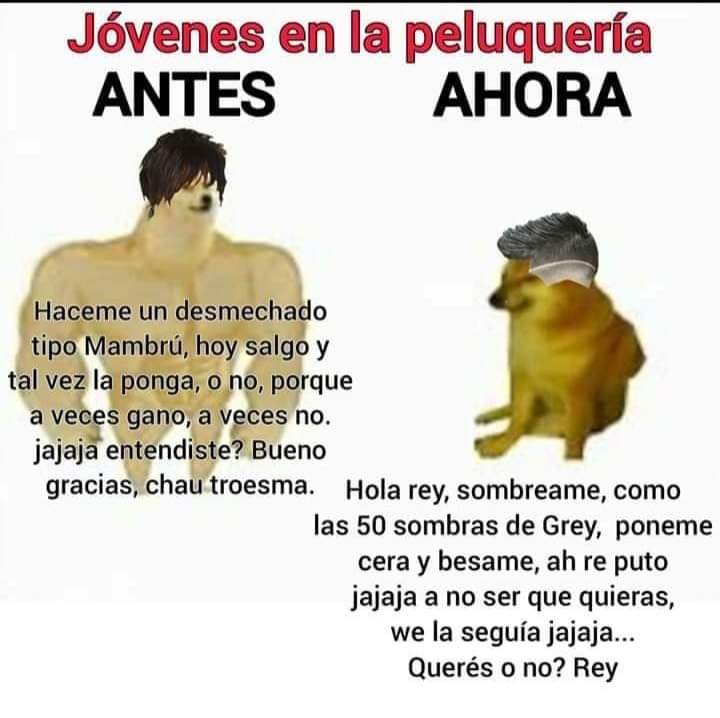 Jóvenes en la peluquería
ANTES
AHORA
Haceme un desmechado
tipo Mambrú, hoy salgo y
tal vez la ponga, o no, porque
a veces gano, a veces no.
jajaja entendiste? Bueno
gracias, chau troesma.
Hola rey, sombreame, como
las 50 sombras de Grey, poneme
cera y besame, ah re puto
jajaja a no ser que quieras,
we la seguía jajaja...
Querés o no? Rey